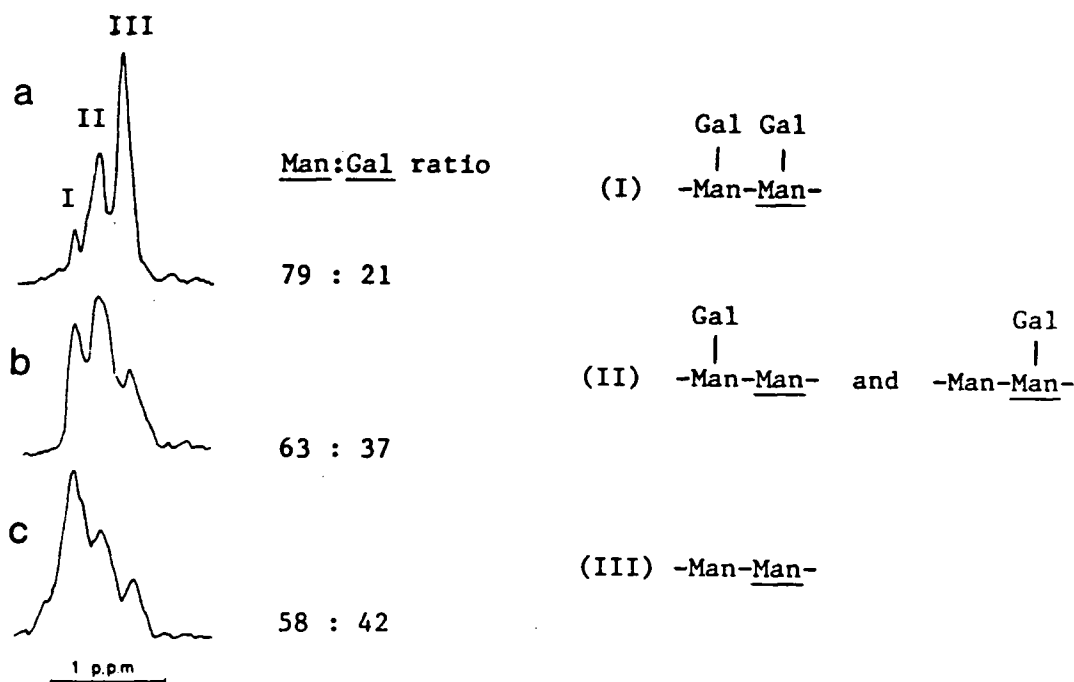 III
a
II
I
Man:Gal ratio
79 : 21
Gal Gal
(I) -Man-Man-
b
63 : 37
Gal Gal
(II) -Man-Man- and -Man-Man-
c
58 : 42
(III) -Man-Man-
1 p.p.m